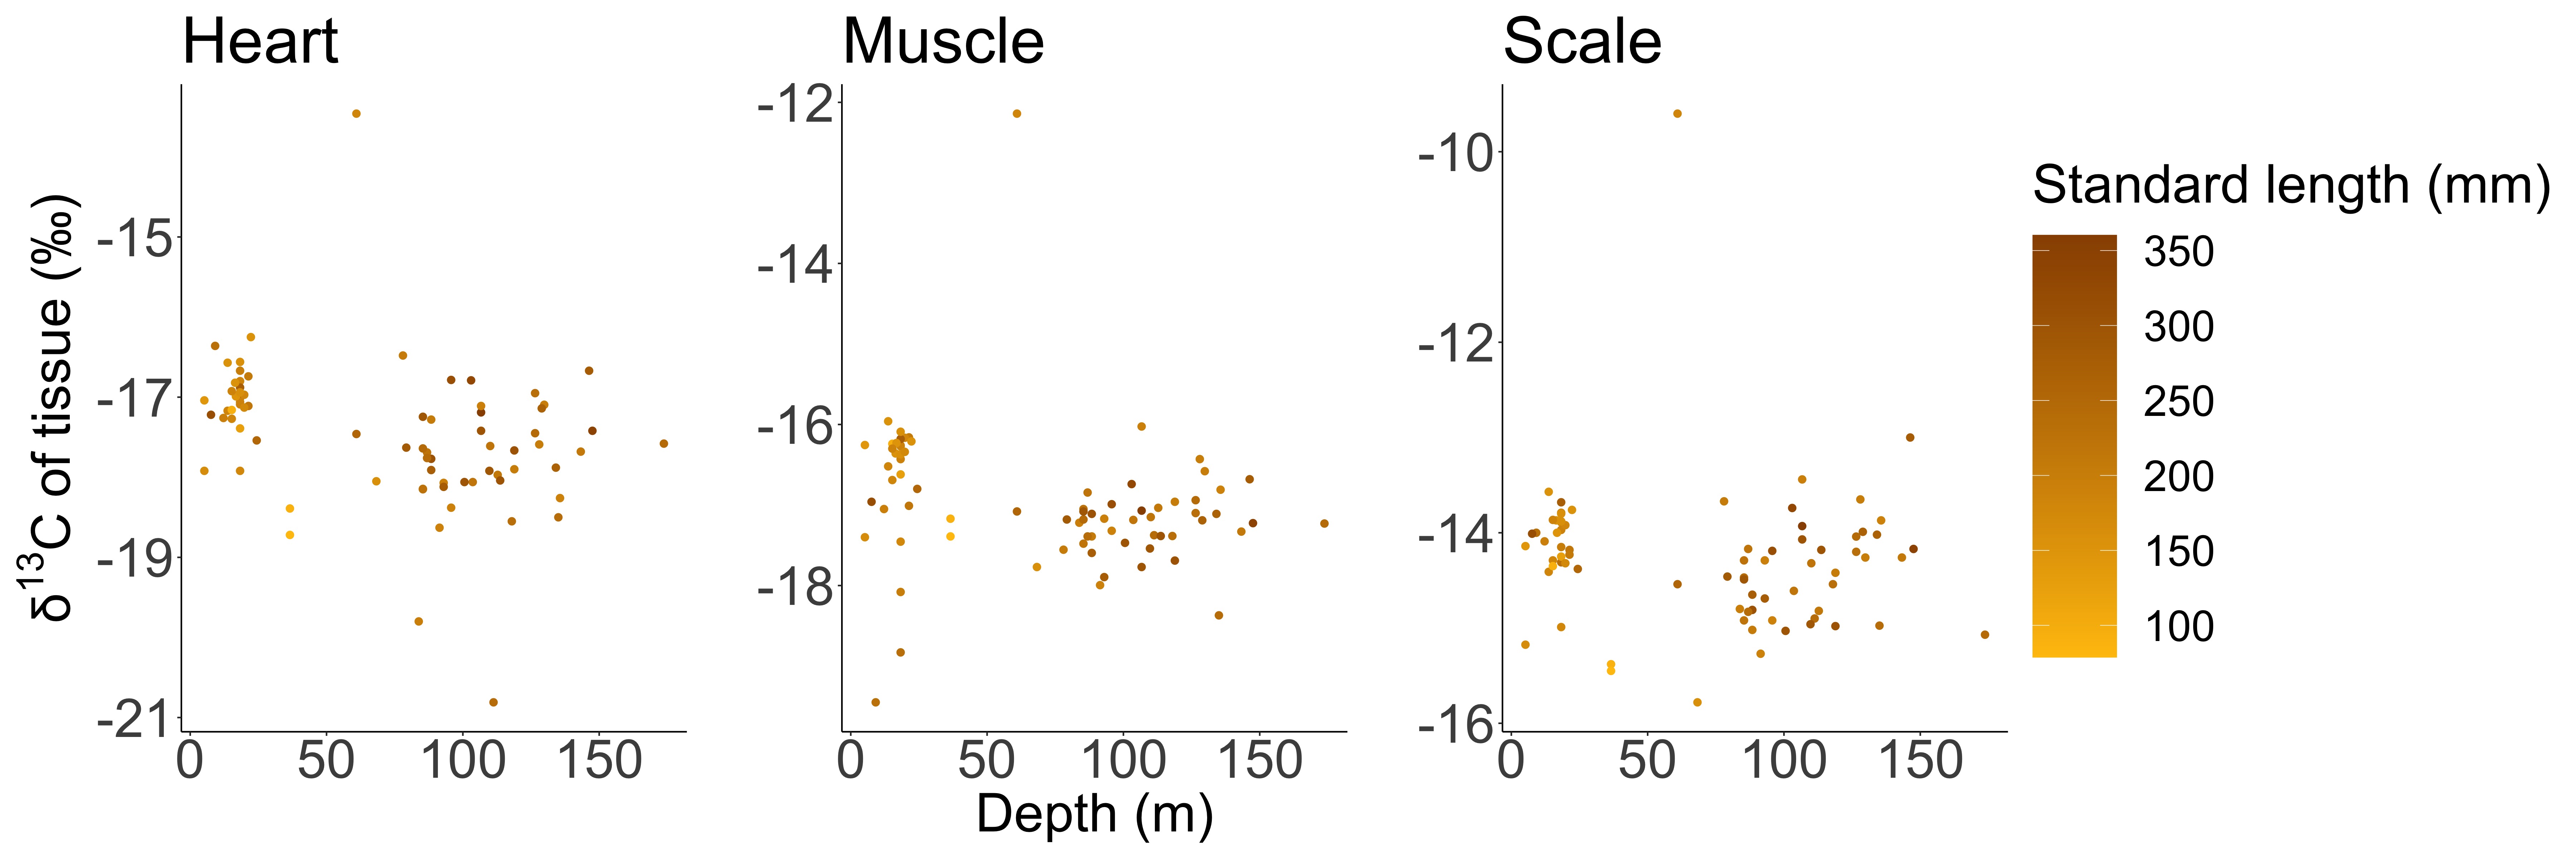 Heart Muscle Scale
δ13C of tissue (‰)
-15
-17
-19
-21
0 50 100 150
-12
-14
-16
-18
0 50 100 150
Depth (m)
-10
-12
-14
-16
0 50 100 150
Standard length (mm)
350
300
250
200
150
100